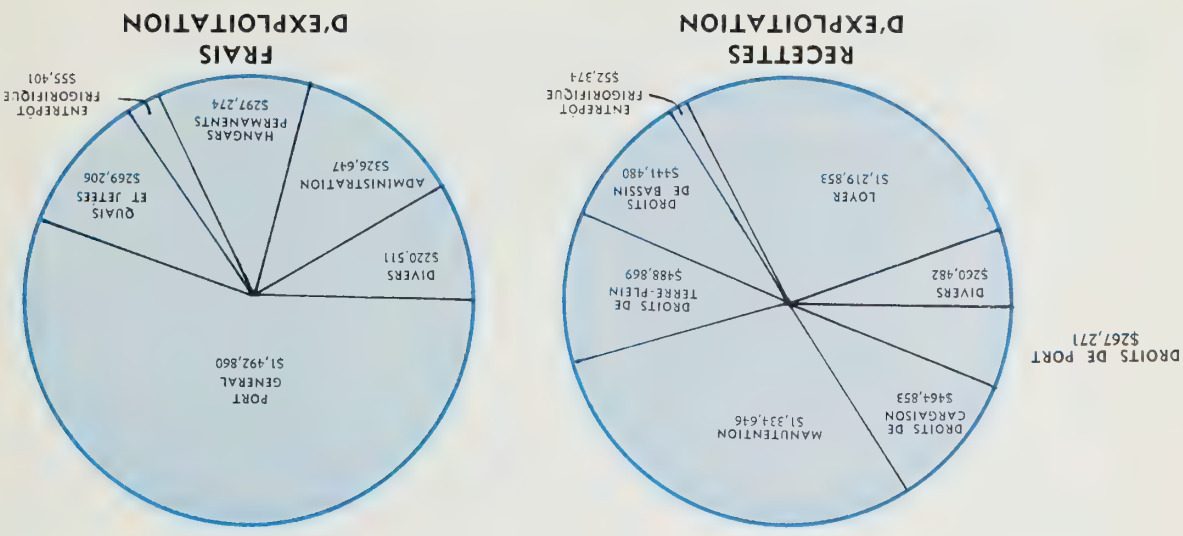 MANUTENTION
$1,334,646
DROITS DE
CARGAISON
$464,853
DROITS DE PORT
$267,271
DIVERS
$260,482
DROITS DE
TERRE-PLEIN
$488,869
LOYER
$1,219,853
DROITS
DE BASSIN
$441,480
ENTREPÔT
FRIGORIFIQUE
$52,374
RECETTES
D'EXPLOITATION
PORT
GENERAL
$1,492,860
DIVERS
$220,511
ADMINISTRATION
$326,647
QUAIS
ET JETÉES
$269,206
HANGARS
PERMANENTS
$297,274
ENTREPÔT
FRIGORIFIQUE
$55,401
FRAIS
D'EXPLOITATION